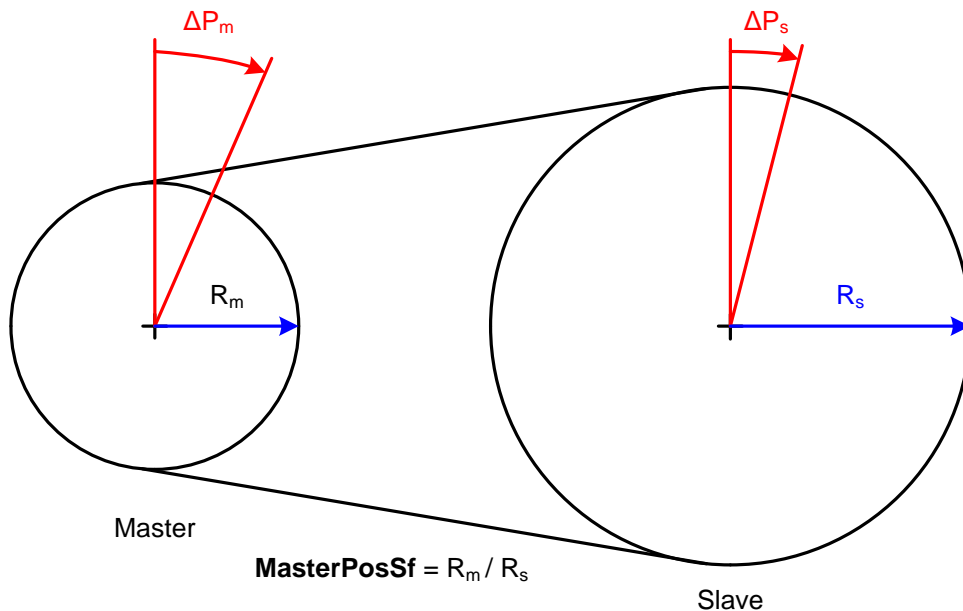 ΔPm
ΔPs
Rm
Rs
Master
MasterPosSf = Rm / Rs
Slave